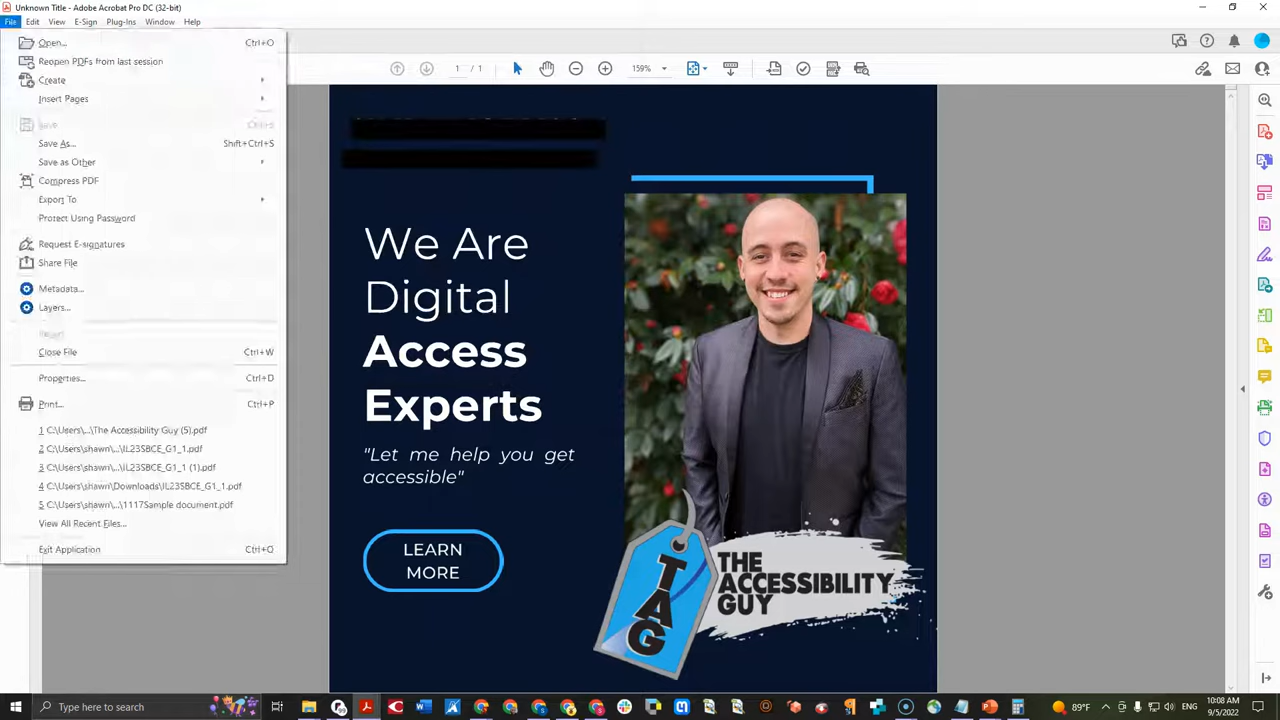 Unknown Title - Adobe Acrobat Pro DC (32-bit)
File Edit View E-Sign Plug-Ins Window Help
Open... Ctrl+O
Reopen PDFs from last session
Create
Insert Pages
Save Ctrl+S
Save As... Shift+Ctrl+S
Save as Other
Compress PDF
Export To
Protect Using Password
Request E-signatures
Share File
Metadata...
Layers...
Revert
Close File Ctrl+W
Properties... Ctrl+D
Print... Ctrl+P
1 C:\Users\...\The Accessibility Guy (5).pdf
2 C:\Users\shawn\...\IL23SBCE_G1_1.pdf
3 C:\Users\shawn\...\IL23SBCE_G1_1 (1).pdf
4 C:\Users\shawn\Downloads\IL23SBCE_G1_1.pdf
5 C:\Users\shawn\...\1117Sample document.pdf
View All Recent Files...
Exit Application Ctrl+Q
1 / 1 159%
We Are
Digital
Access
Experts
"Let me help you get
accessible"
LEARN
MORE
TAG
THE
ACCESSIBILITY
GUY
Type here to search
89°F
10:08 AM
9/5/2022